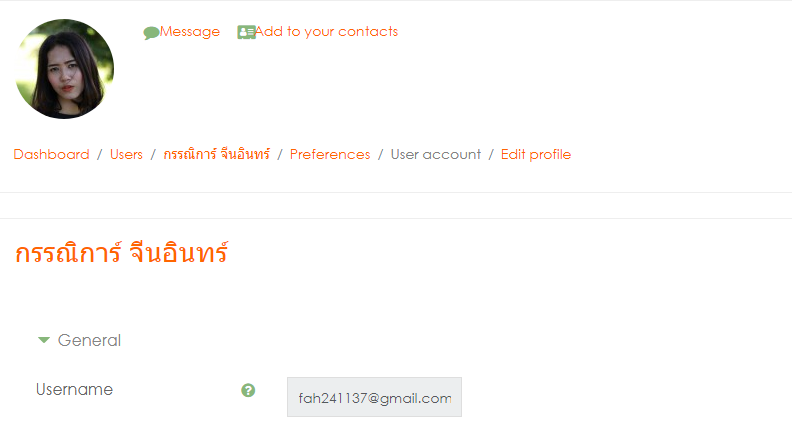 Message Add to your contacts
Dashboard / Users / กรรณิการ์ จีนอินทร์ / Preferences / User account / Edit profile
กรรณิการ์ จีนอินทร์
General
Username ? fah241137@gmail.com